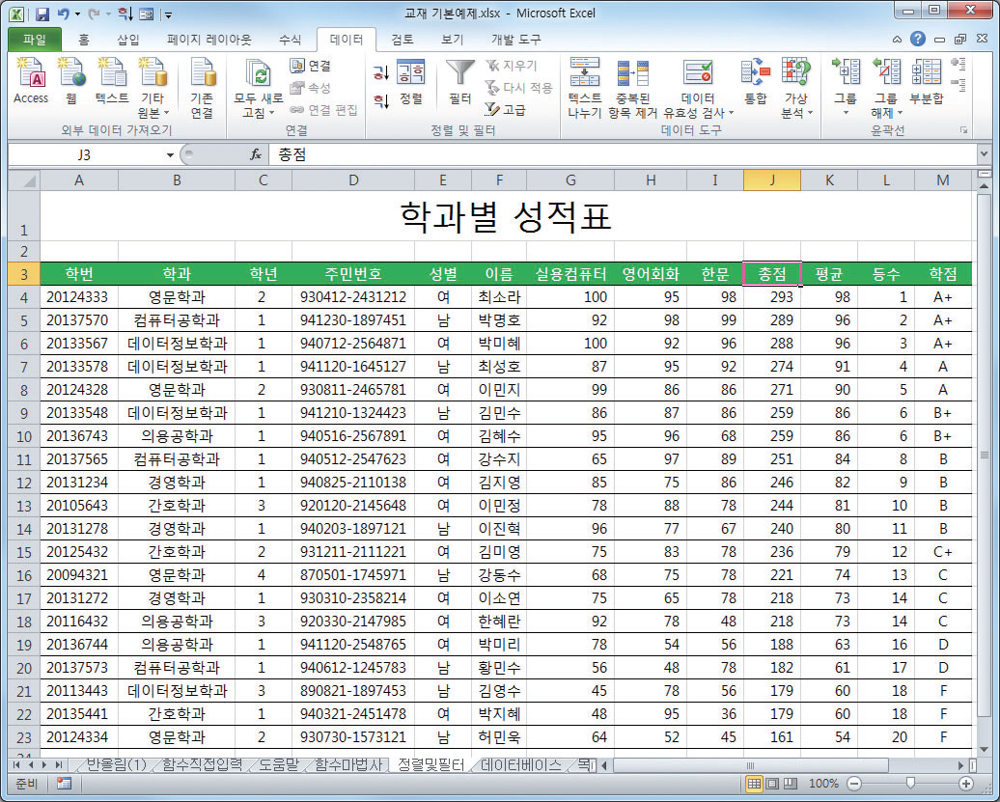 교재 기본예제.xlsx - Microsoft Excel
파일 홈 삽입 페이지 레이아웃 수식 데이터 검토 보기 개발 도구
Access 웹 텍스트 기타 원본 기존 연결
외부 데이터 가져오기
모두 새로 고침 연결 속성 연결 편집
연결
정렬 필터 지우기 다시 적용 고급
정렬 및 필터
텍스트 나누기 중복된 항목 제거 데이터 유효성 검사 통합 가상 분석
데이터 도구
그룹 그룹 해제 부분합
윤곽선
J3 fx 총점
A B C D E F G H I J K L M
1 학과별 성적표
2
3 학번 학과 학년 주민번호 성별 이름 실용컴퓨터 영어회화 한문 총점 평균 등수 학점
4 20124333 영문학과 2 930412-2431212 여 최소라 100 95 98 293 98 1 A+
5 20137570 컴퓨터공학과 1 941230-1897451 남 박명호 92 98 99 289 96 2 A+
6 20133567 데이터정보학과 1 940712-2564871 여 박미혜 100 92 96 288 96 3 A+
7 20133578 데이터정보학과 1 941120-1645127 남 최성호 87 95 92 274 91 4 A
8 20124328 영문학과 2 930811-2465781 여 이민지 99 86 86 271 90 5 A
9 20133548 데이터정보학과 1 941210-1324423 남 김민수 86 87 86 259 86 6 B+
10 20136743 의용공학과 1 940516-2567891 여 김혜수 95 96 68 259 86 6 B+
11 20137565 컴퓨터공학과 1 940512-2547623 여 강수지 65 97 89 251 84 8 B
12 20131234 경영학과 1 940825-2110138 여 김지영 85 75 86 246 82 9 B
13 20105643 간호학과 3 920120-2145648 여 이민정 78 88 78 244 81 10 B
14 20131278 경영학과 1 940203-1897121 남 이진혁 96 77 67 240 80 11 B
15 20125432 간호학과 2 931211-2111221 여 김미영 75 83 78 236 79 12 C+
16 20094321 영문학과 4 870501-1745971 남 강동수 68 75 78 221 74 13 C
17 20131272 경영학과 1 930310-2358214 여 이소연 75 65 78 218 73 14 C
18 20116432 의용공학과 3 920330-2147985 여 한혜란 92 78 48 218 73 14 C
19 20136744 의용공학과 1 941120-2548765 여 박미리 78 54 56 188 63 16 D
20 20137573 컴퓨터공학과 1 940612-1245783 남 황민수 56 48 78 182 61 17 D
21 20113443 데이터정보학과 3 890821-1897453 남 김영수 45 78 56 179 60 18 F
22 20135441 간호학과 1 940321-2451478 여 박지혜 48 95 36 179 60 18 F
23 20124334 영문학과 2 930730-1573121 남 허민욱 64 52 45 161 54 20 F
반올림(1) 함수직접입력 도움말 함수마법사 정렬및필터 데이터베이스
준비 100%